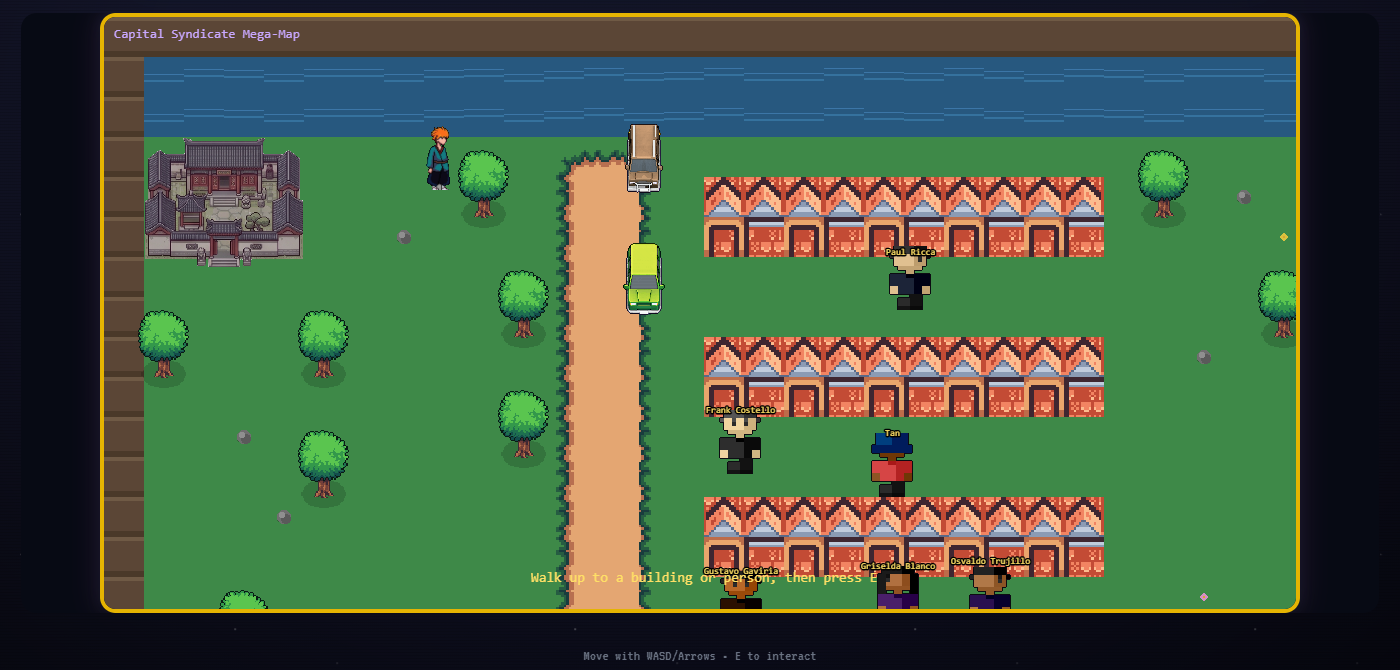 Capital Syndicate Mega-Map
Paul Ricca
Frank Costello
Tan
Osvaldo Trujillo
Griselda Blanco
Gustavo Gaviria
Walk up to a building or person, then press E
Move with WASD/Arrows · E to interact